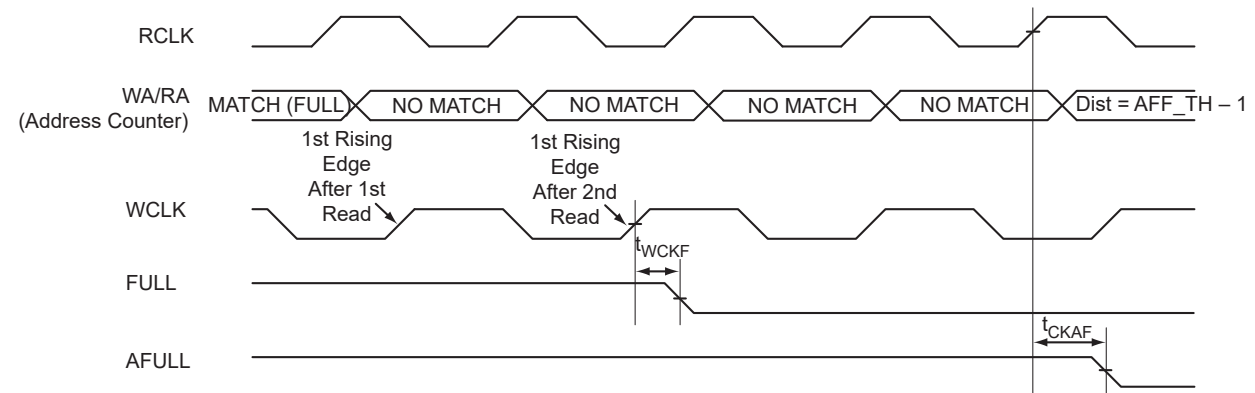 RCLK
WA/RA
(Address Counter)
MATCH (FULL)
NO MATCH
NO MATCH
NO MATCH
NO MATCH
Dist = AFF_TH – 1
1st Rising
Edge
After 1st
Read
1st Rising
Edge
After 2nd
Read
WCLK
tWCKF
FULL
tCKAF
AFULL